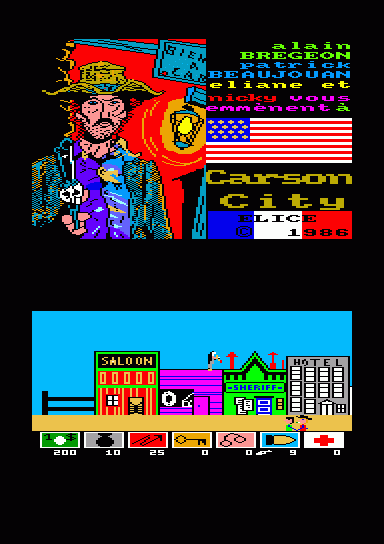 alain
BREGEON
patrick
BEAUJOUAN
eliane et
nicky vous
emmènent à
Carson
City
ELICE
© 1986
SALOON
SHERIFF
HOTEL
1 $
200 10 25 0 0 9 0